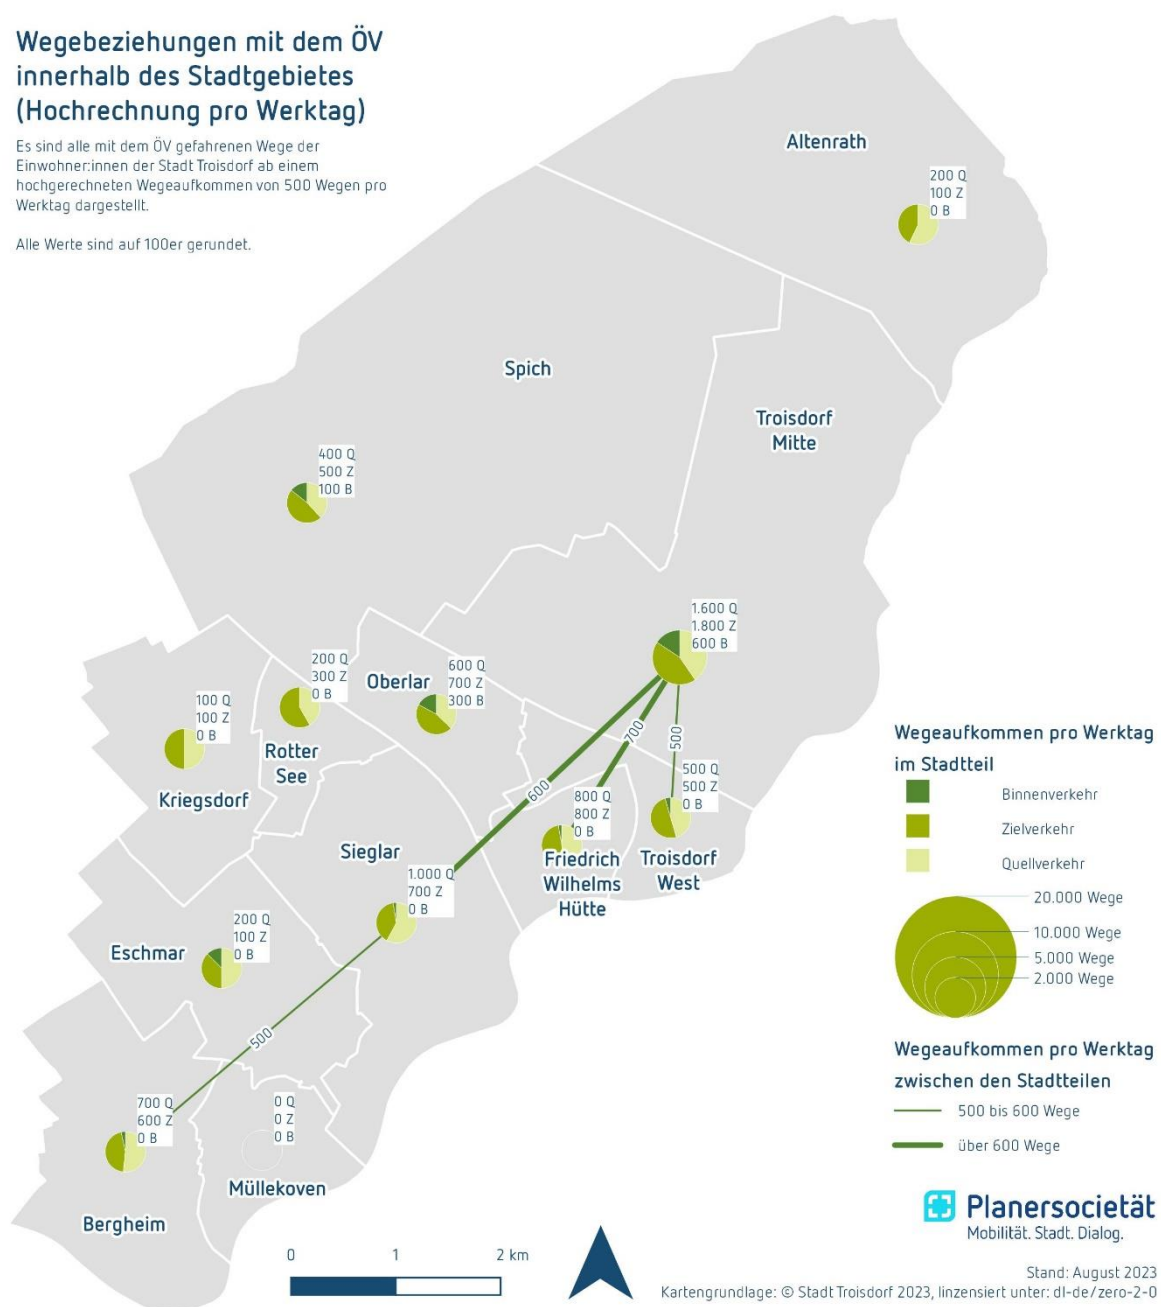 Wegebeziehungen mit dem ÖV
innerhalb des Stadtgebietes
(Hochrechnung pro Werktag)
Es sind alle mit dem ÖV gefahrenen Wege der
Einwohner:innen der Stadt Troisdorf ab einem
hochgerechneten Wegeaufkommen von 500 Wegen pro
Werktag dargestellt.
Alle Werte sind auf 100er gerundet.
Altenrath
200 Q
100 Z
0 B
Spich
Troisdorf
Mitte
400 Q
500 Z
100 B
1.600 Q
1.800 Z
600 B
200 Q
300 Z
0 B
Oberlar
600 Q
700 Z
300 B
100 Q
100 Z
0 B
Rotter
See
Kriegsdorf
700
500
600
500 Q
500 Z
0 B
800 Q
800 Z
0 B
Sieglar
Friedrich
Wilhelms
Hütte
Troisdorf
West
1.000 Q
700 Z
0 B
Eschmar
200 Q
100 Z
0 B
500
700 Q
600 Z
0 B
0 Q
0 Z
0 B
Müllekoven
Bergheim
Wegeaufkommen pro Werktag
im Stadtteil
Binnenverkehr
Zielverkehr
Quellverkehr
20.000 Wege
10.000 Wege
5.000 Wege
2.000 Wege
Wegeaufkommen pro Werktag
zwischen den Stadtteilen
500 bis 600 Wege
über 600 Wege
Planersocietät
Mobilität. Stadt. Dialog.
0 1 2 km
Stand: August 2023
Kartengrundlage: © Stadt Troisdorf 2023, linzensiert unter: dl-de/zero-2-0